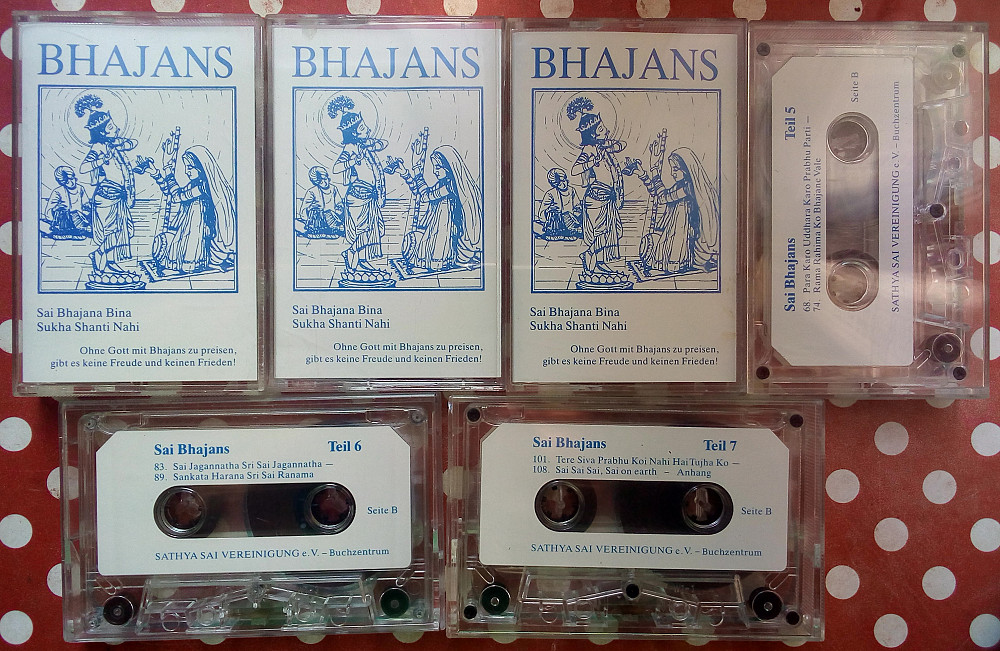 BHAJANS
Sai Bhajana Bina
Sukha Shanti Nahi
Ohne Gott mit Bhajans zu preisen,
gibt es keine Freude und keinen Frieden!
BHAJANS
Sai Bhajana Bina
Sukha Shanti Nahi
Ohne Gott mit Bhajans zu preisen,
gibt es keine Freude und keinen Frieden!
BHAJANS
Sai Bhajana Bina
Sukha Shanti Nahi
Ohne Gott mit Bhajans zu preisen,
gibt es keine Freude und keinen Frieden!
Sai Bhajans Teil 5
68. Para Karo Uddhara Karo Prabhu Parti –
74. Rama Rahima Ko Bhajane Vale
Seite B
SATHYA SAI VEREINIGUNG e.V. – Buchzentrum
Sai Bhajans Teil 6
83. Sai Jagannatha Sri Sai Jagannatha –
89. Sankata Harana Sri Sai Ranama
Seite B
SATHYA SAI VEREINIGUNG e.V. – Buchzentrum
Sai Bhajans Teil 7
101. Tere Siva Prabhu Koi Nahi Hai Tujha Ko –
108. Sai Sai Sai, Sai on earth – Anhang
Seite B
SATHYA SAI VEREINIGUNG e.V. – Buchzentrum